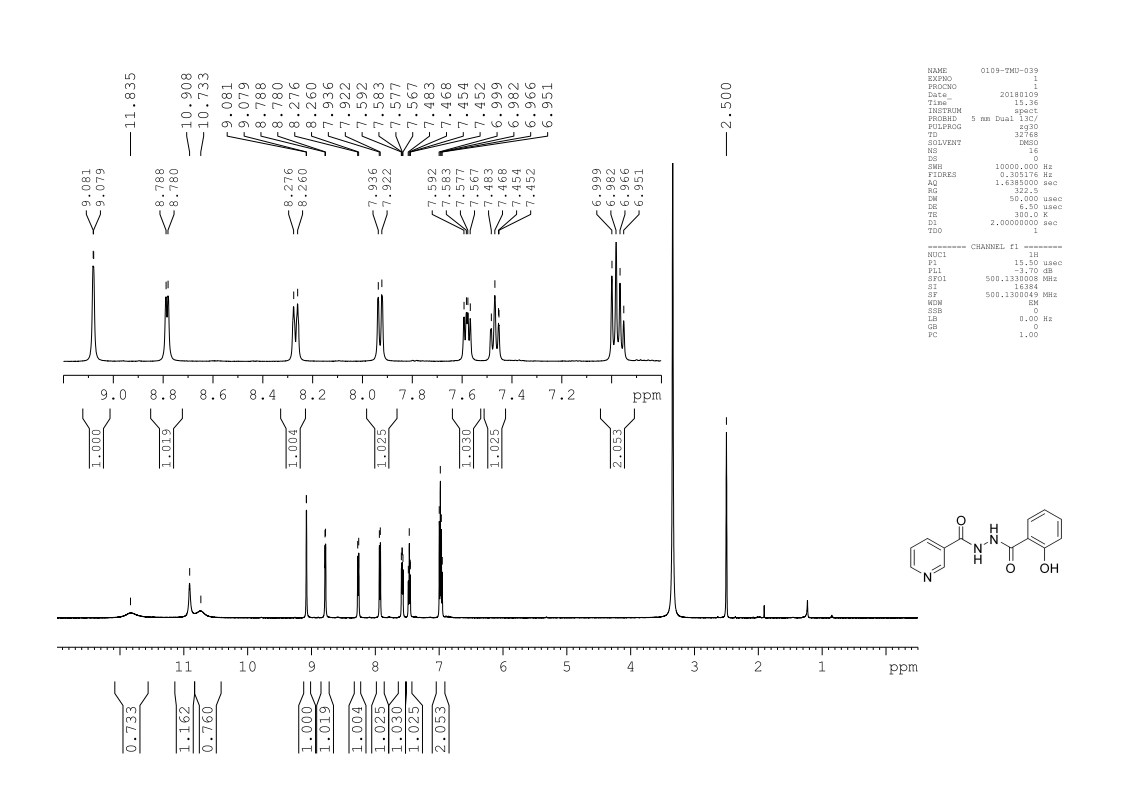 11.835
10.908
10.733
9.081
9.079
8.788
8.780
8.276
8.260
7.936
7.922
7.592
7.583
7.577
7.567
7.483
7.468
7.454
7.452
6.999
6.982
6.966
6.951
2.500
9.081
9.079
8.788
8.780
8.276
8.260
7.936
7.922
7.592
7.583
7.577
7.567
7.483
7.468
7.454
7.452
6.999
6.982
6.966
6.951
9.0 8.8 8.6 8.4 8.2 8.0 7.8 7.6 7.4 7.2 ppm
1.000
1.019
1.004
1.025
1.030
1.025
2.053
11 10 9 8 7 6 5 4 3 2 1 ppm
0.733
1.162
0.760
1.000
1.019
1.004
1.025
1.030
1.025
2.053
NAME 0109-TMU-039
EXPNO 1
PROCNO 1
Date_ 20180109
Time 15.36
INSTRUM spect
PROBHD 5 mm Dual 13C/
PULPROG zg30
TD 32768
SOLVENT DMSO
NS 16
DS 0
SWH 10000.000 Hz
FIDRES 0.305176 Hz
AQ 1.6385000 sec
RG 322.5
DW 50.000 usec
DE 6.50 usec
TE 300.0 K
D1 2.00000000 sec
TD0 1
======== CHANNEL f1 ========
NUC1 1H
P1 15.50 usec
PL1 -3.70 dB
SFO1 500.1330008 MHz
SI 16384
SF 500.1300049 MHz
WDW EM
SSB 0
LB 0.00 Hz
GB 0
PC 1.00
O
H
N
N
H
O
OH
N